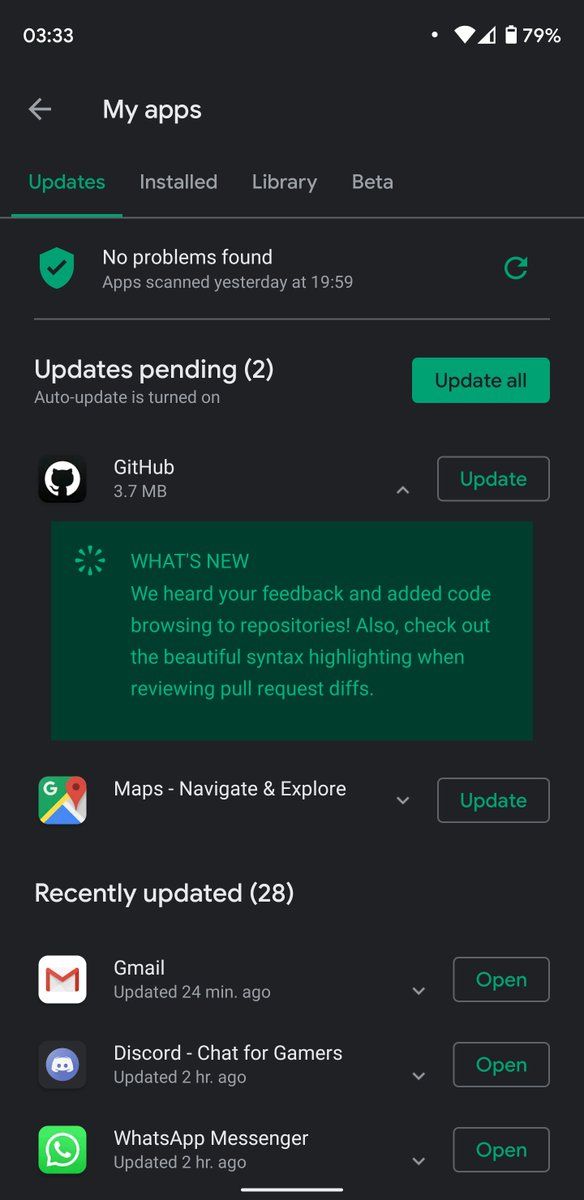 03:33
79%
My apps
Updates Installed Library Beta
No problems found
Apps scanned yesterday at 19:59
Updates pending (2)
Auto-update is turned on
Update all
GitHub
3.7 MB
Update
WHAT'S NEW
We heard your feedback and added code
browsing to repositories! Also, check out
the beautiful syntax highlighting when
reviewing pull request diffs.
G
Maps - Navigate & Explore
Update
Recently updated (28)
Gmail
Updated 24 min. ago
Open
Discord - Chat for Gamers
Updated 2 hr. ago
Open
WhatsApp Messenger
Updated 2 hr. ago
Open